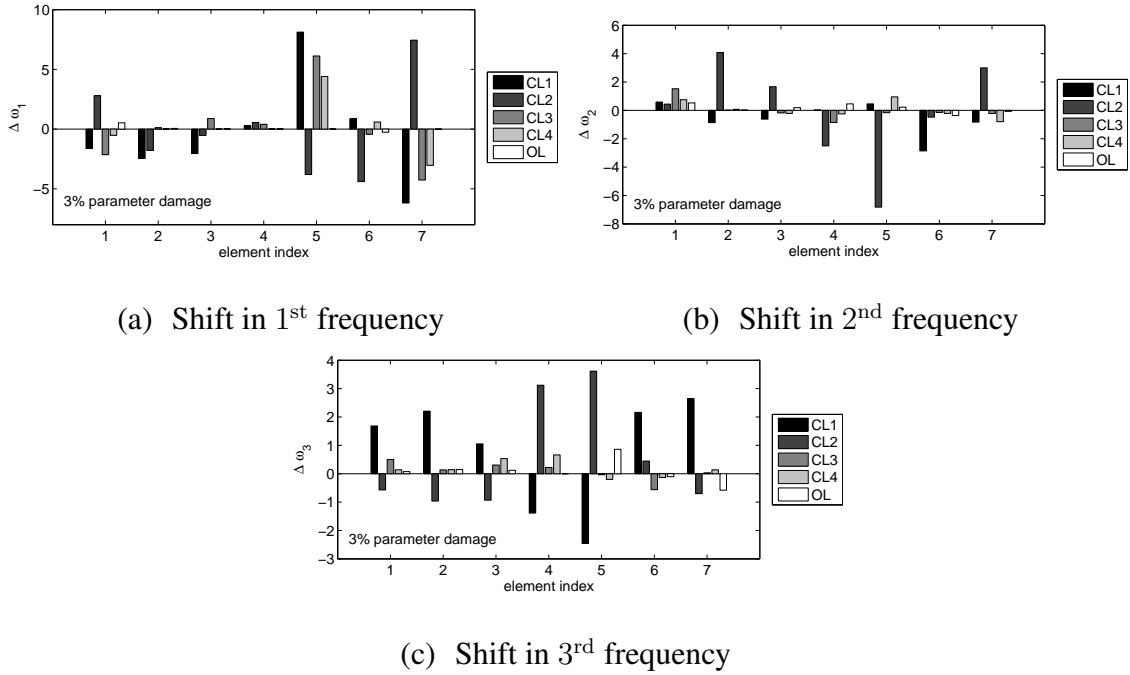 10
5
0
−5
Δ ω1
3% parameter damage
1 2 3 4 5 6 7
element index
CL1
CL2
CL3
CL4
OL
(a) Shift in 1st frequency
6
4
2
0
−2
−4
−6
−8
Δ ω2
3% parameter damage
1 2 3 4 5 6 7
element index
CL1
CL2
CL3
CL4
OL
(b) Shift in 2nd frequency
4
3
2
1
0
−1
−2
−3
Δ ω3
3% parameter damage
1 2 3 4 5 6 7
element index
CL1
CL2
CL3
CL4
OL
(c) Shift in 3rd frequency